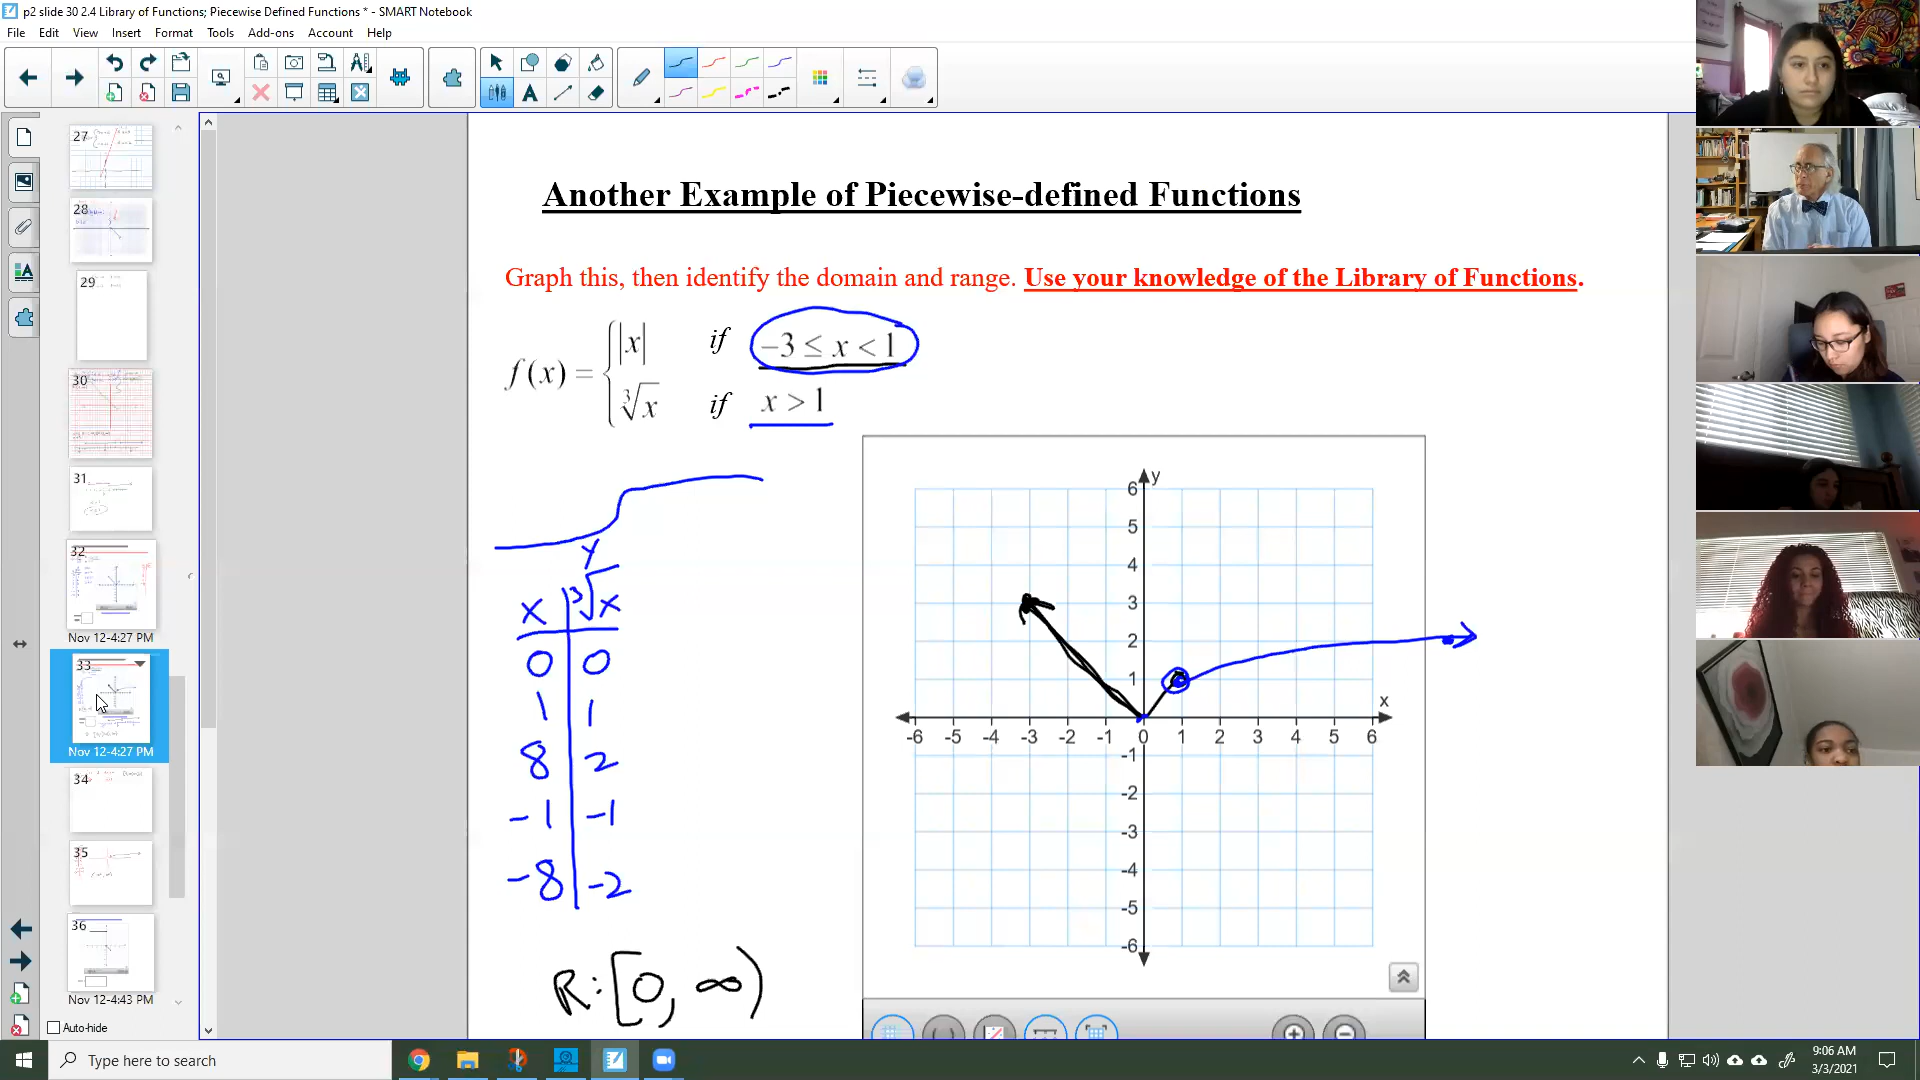 p2 slide 30 2.4 Library of Functions; Piecewise Defined Functions * - SMART Notebook
File Edit View Insert Format Tools Add-ons Account Help
27
28
29
30
31
32
Nov 12-4:27 PM
33
Nov 12-4:27 PM
34
35
36
Nov 12-4:43 PM
Auto-hide
Another Example of Piecewise-defined Functions
Graph this, then identify the domain and range. Use your knowledge of the Library of Functions.
f(x) = { |x| if −3 ≤ x < 1
∛x if x > 1
y
x ∛x
0 0
1 1
8 2
-1 -1
-8 -2
R: [0, ∞)
y
6
5
4
3
2
1
x
-6 -5 -4 -3 -2 -1 0 1 2 3 4 5 6
-1
-2
-3
-4
-5
-6
Type here to search
9:06 AM
3/3/2021